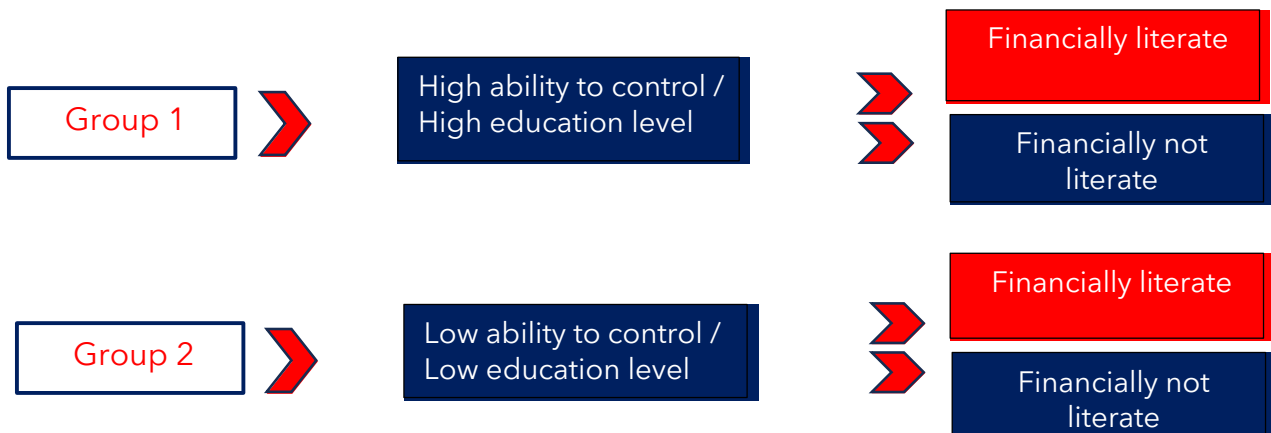 Financially literate
Group 1
High ability to control /
High education level
Financially not
literate
Financially literate
Group 2
Low ability to control /
Low education level
Financially not
literate